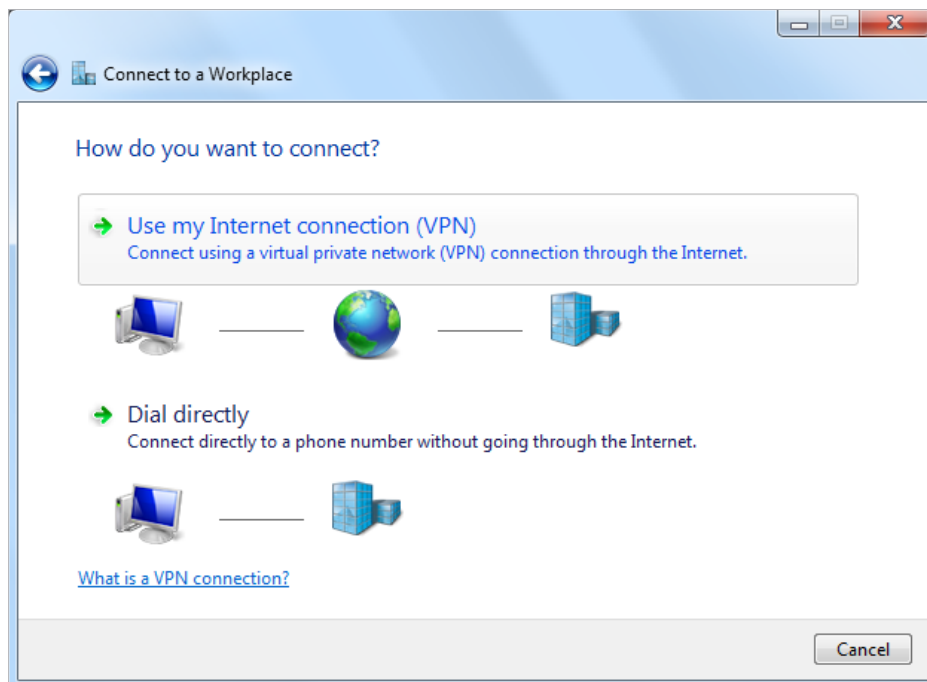 Connect to a Workplace
How do you want to connect?
Use my Internet connection (VPN)
Connect using a virtual private network (VPN) connection through the Internet.
Dial directly
Connect directly to a phone number without going through the Internet.
What is a VPN connection?
Cancel